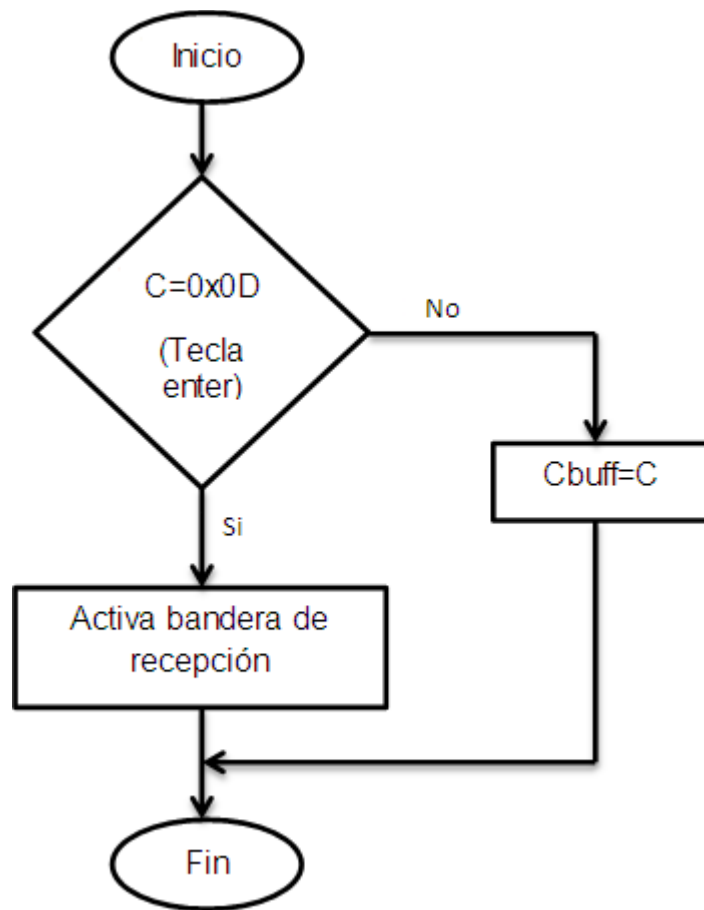 Inicio
C=0x0D
(Tecla
enter)
No
Cbuff=C
Si
Activa bandera de
recepción
Fin